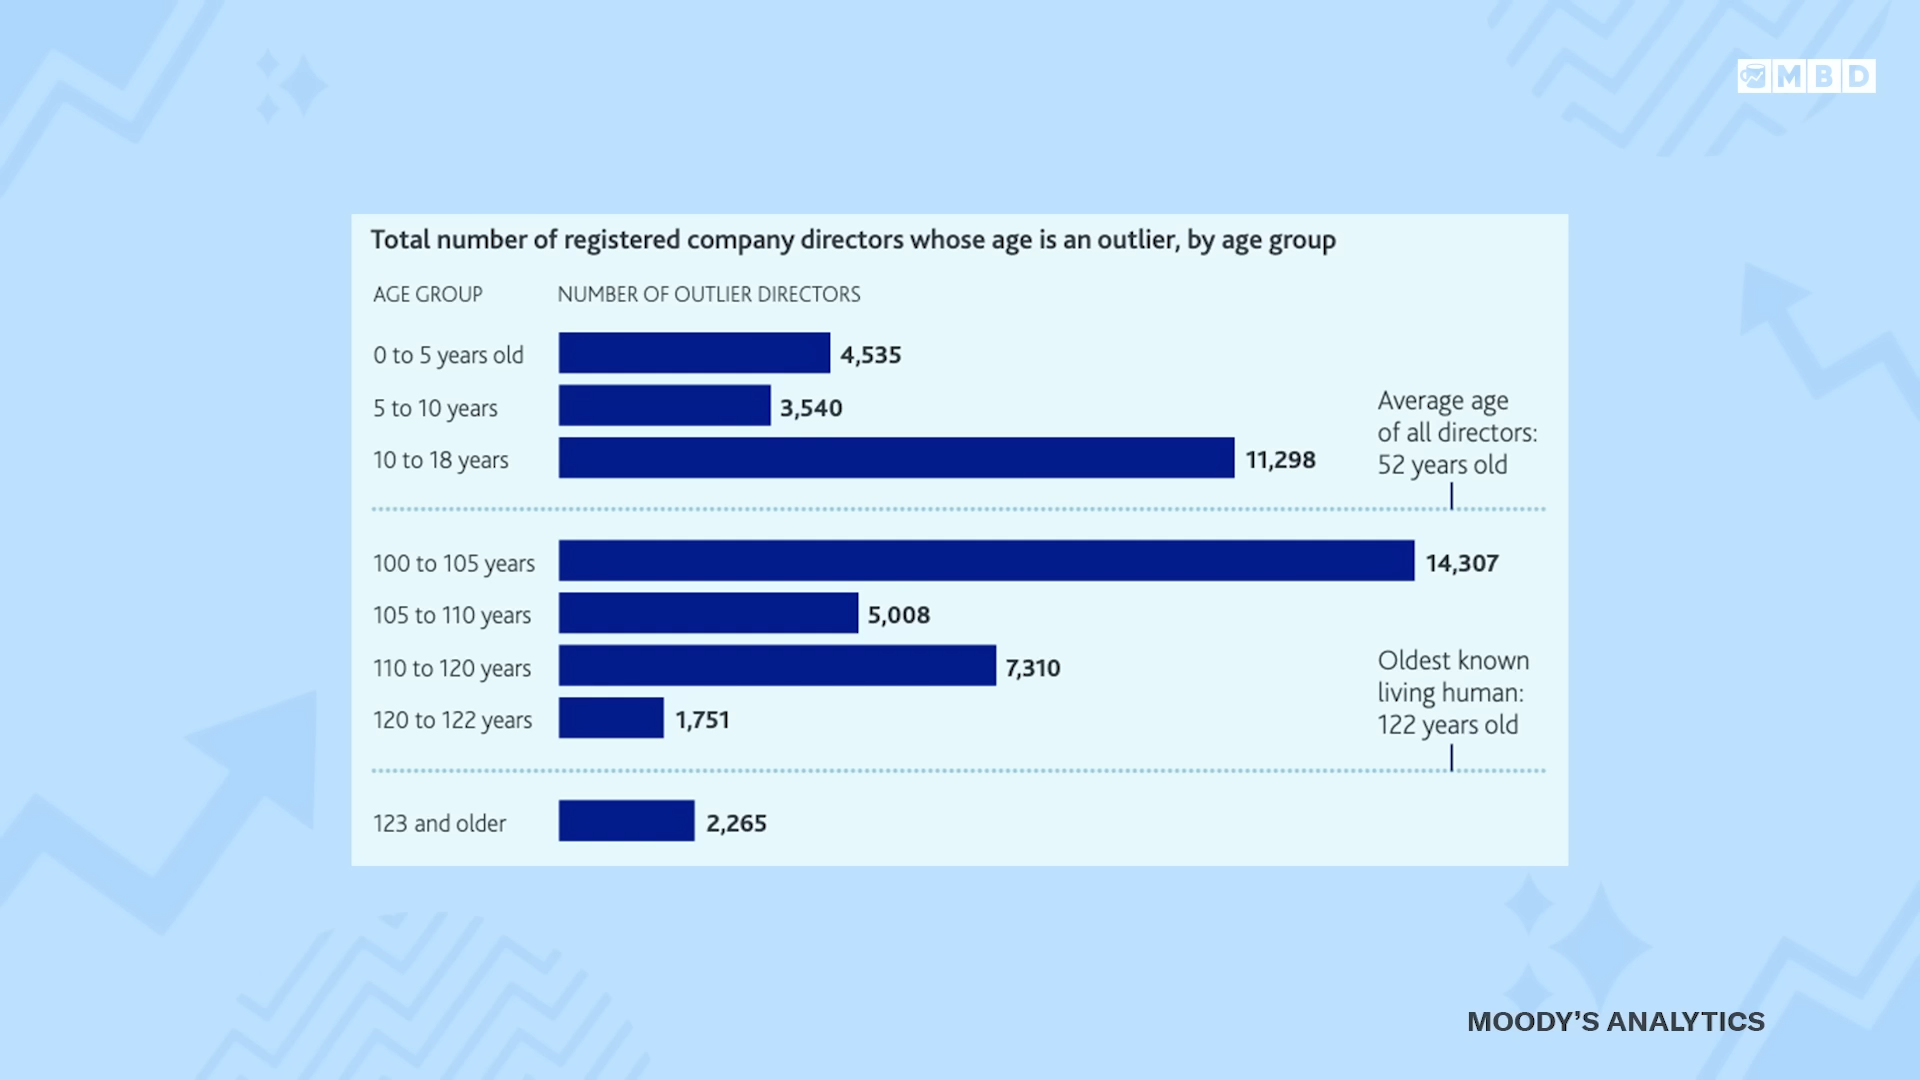 MBD
Total number of registered company directors whose age is an outlier, by age group
AGE GROUP NUMBER OF OUTLIER DIRECTORS
0 to 5 years old 4,535
5 to 10 years 3,540
10 to 18 years 11,298
Average age
of all directors:
52 years old
100 to 105 years 14,307
105 to 110 years 5,008
110 to 120 years 7,310
120 to 122 years 1,751
Oldest known
living human:
122 years old
123 and older 2,265
MOODY’S ANALYTICS